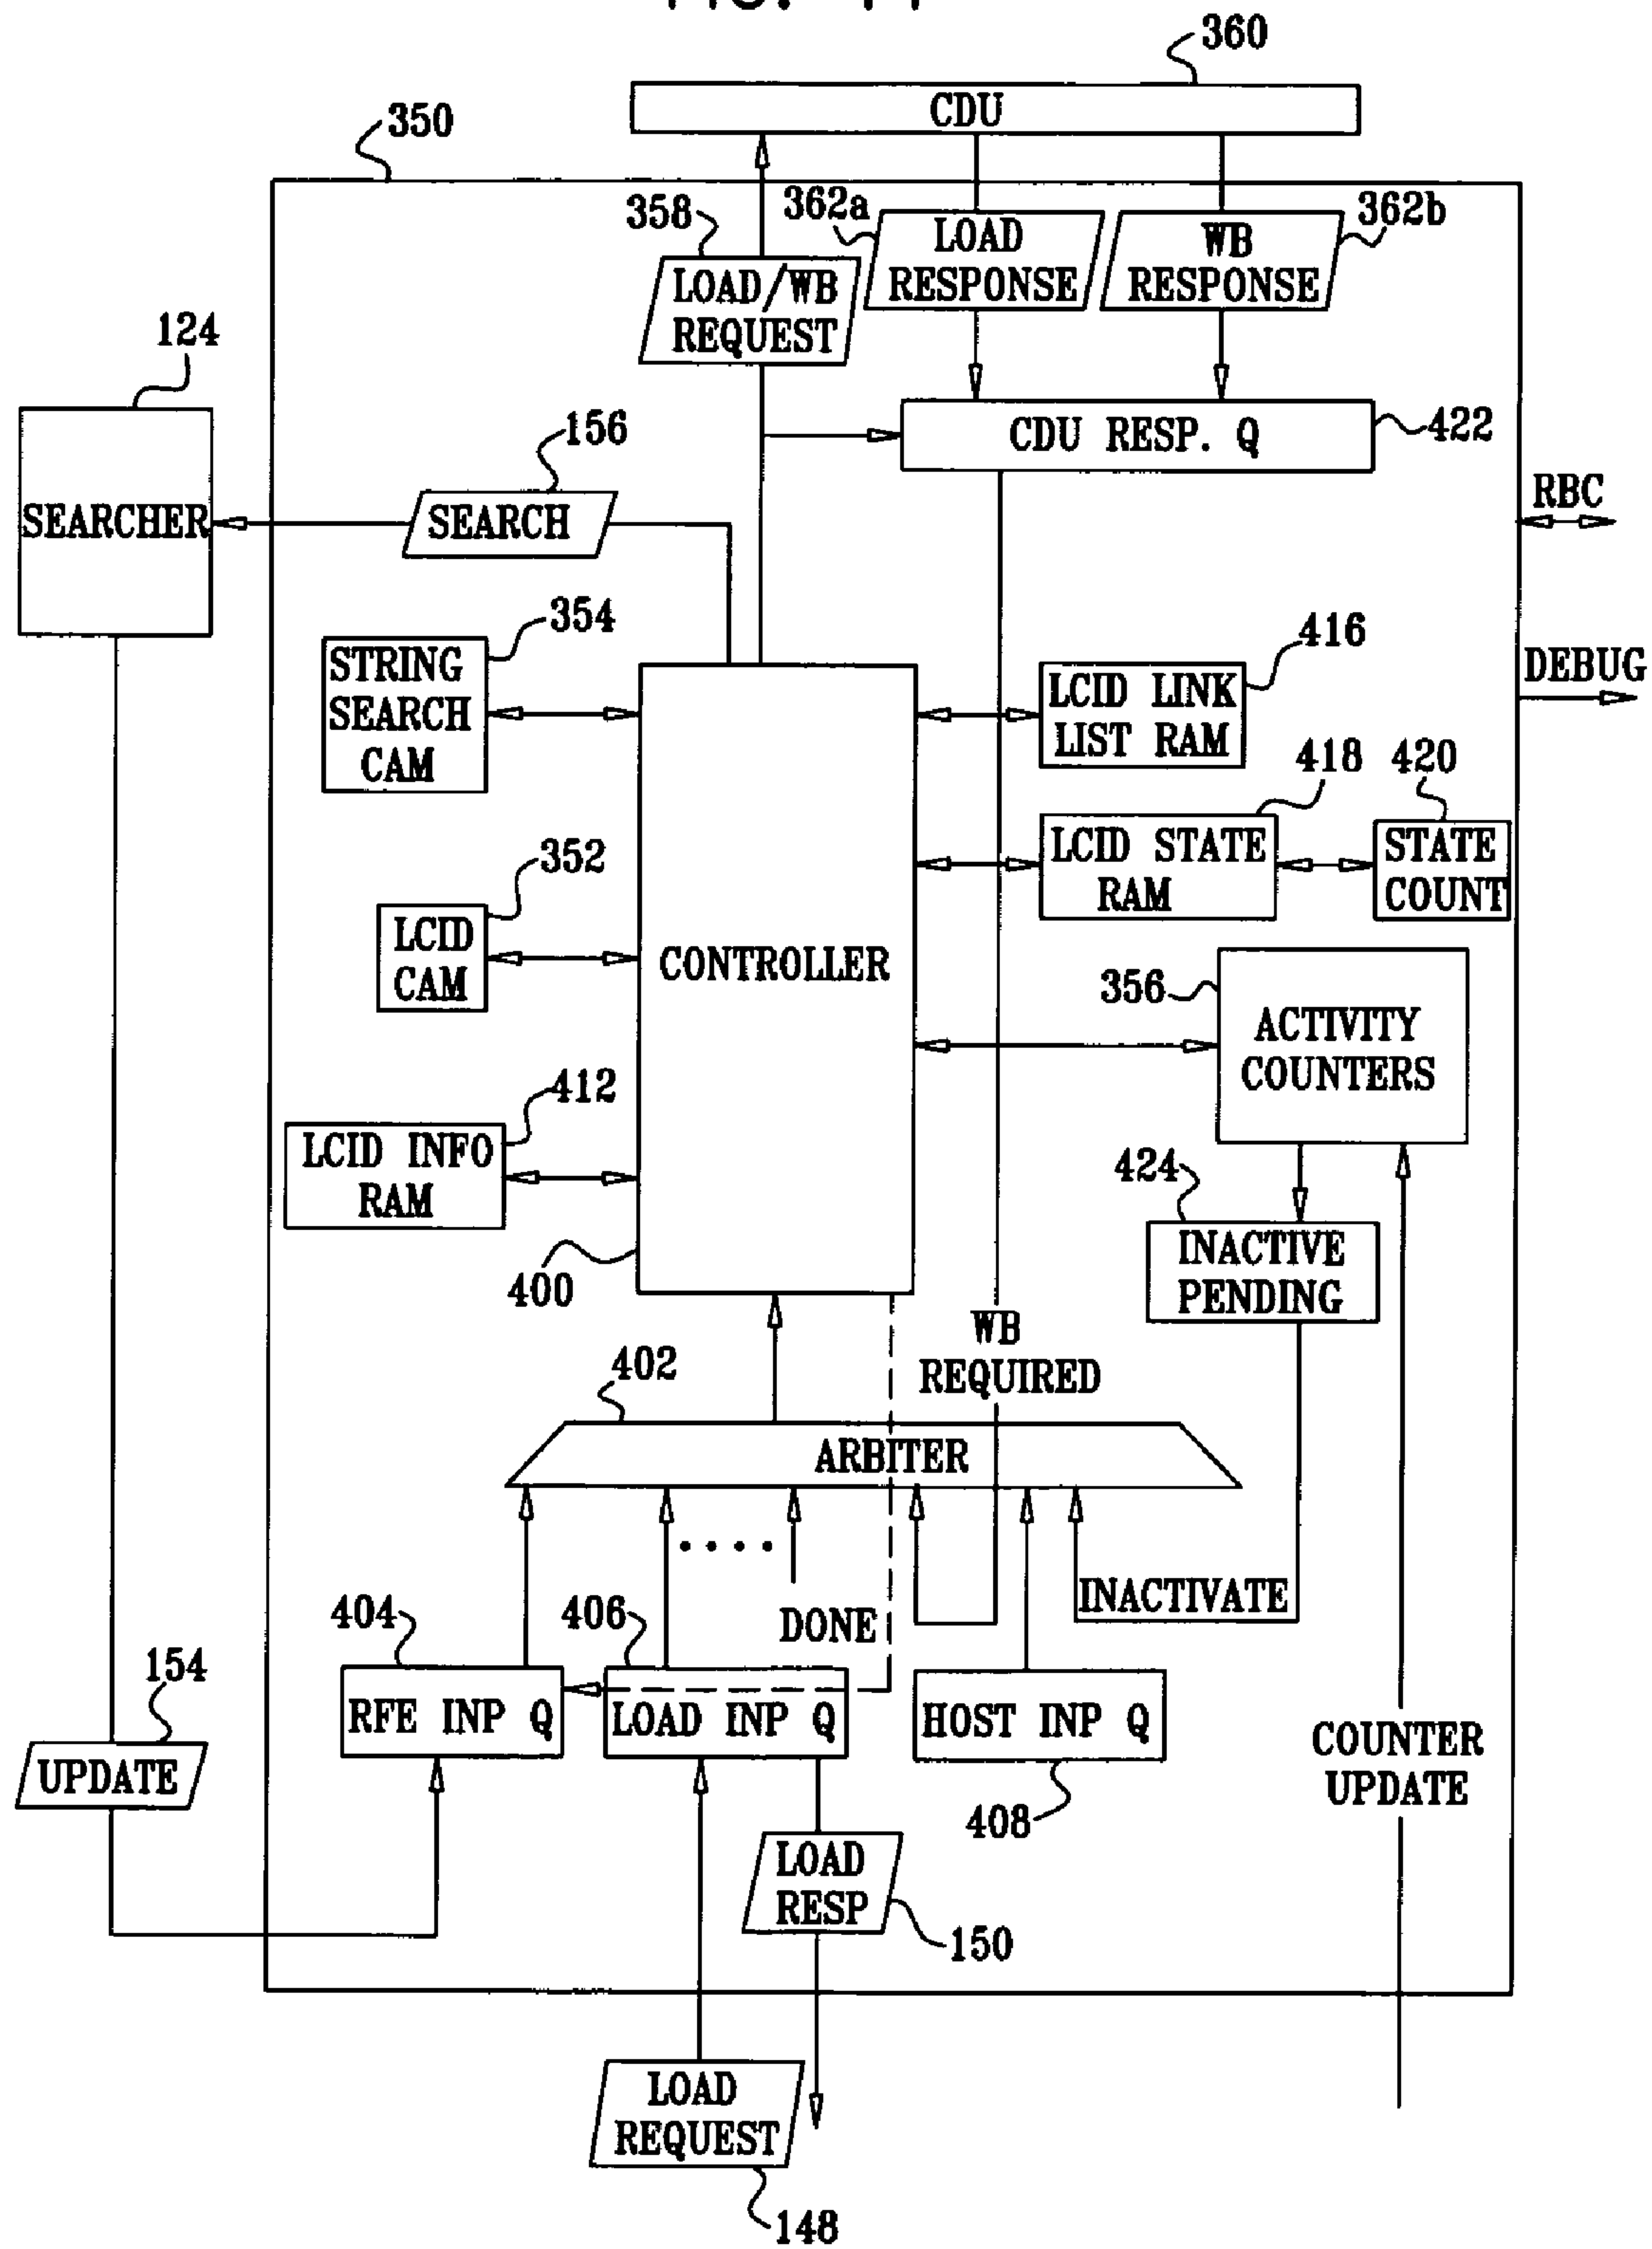 360
CDU
350
358
362a
362b
LOAD
RESPONSE
WB
RESPONSE
LOAD/WB
REQUEST
124
156
CDU RESP. Q
422
SEARCHER
SEARCH
RBC
354
STRING
SEARCH
CAM
416
LCID LINK
LIST RAM
DEBUG
418
420
LCID STATE
RAM
STATE
COUNT
352
LCID
CAM
CONTROLLER
356
ACTIVITY
COUNTERS
412
LCID INFO
RAM
424
INACTIVE
PENDING
400
WB
REQUIRED
402
ARBITER
INACTIVATE
404
406
DONE
154
RFE INP Q
LOAD INP Q
HOST INP Q
UPDATE
COUNTER
UPDATE
408
LOAD
RESP
150
LOAD
REQUEST
148